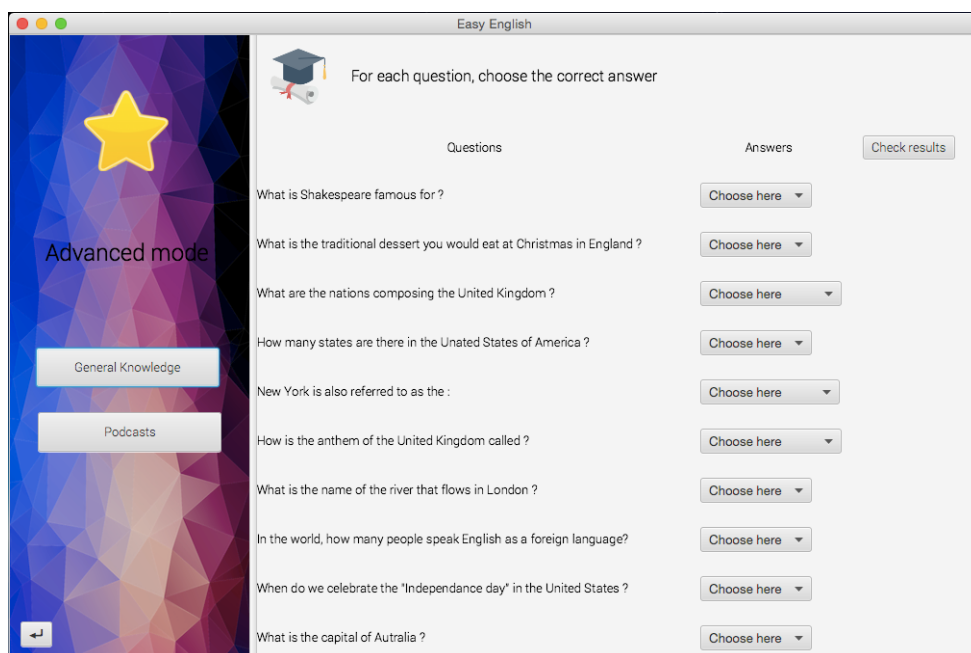 Easy English
Advanced mode
General Knowledge
Podcasts
For each question, choose the correct answer
Questions Answers Check results
What is Shakespeare famous for ? Choose here
What is the traditional dessert you would eat at Christmas in England ? Choose here
What are the nations composing the United Kingdom ? Choose here
How many states are there in the Unated States of America ? Choose here
New York is also referred to as the : Choose here
How is the anthem of the United Kingdom called ? Choose here
What is the name of the river that flows in London ? Choose here
In the world, how many people speak English as a foreign language? Choose here
When do we celebrate the "Independance day" in the United States ? Choose here
What is the capital of Autralia ? Choose here